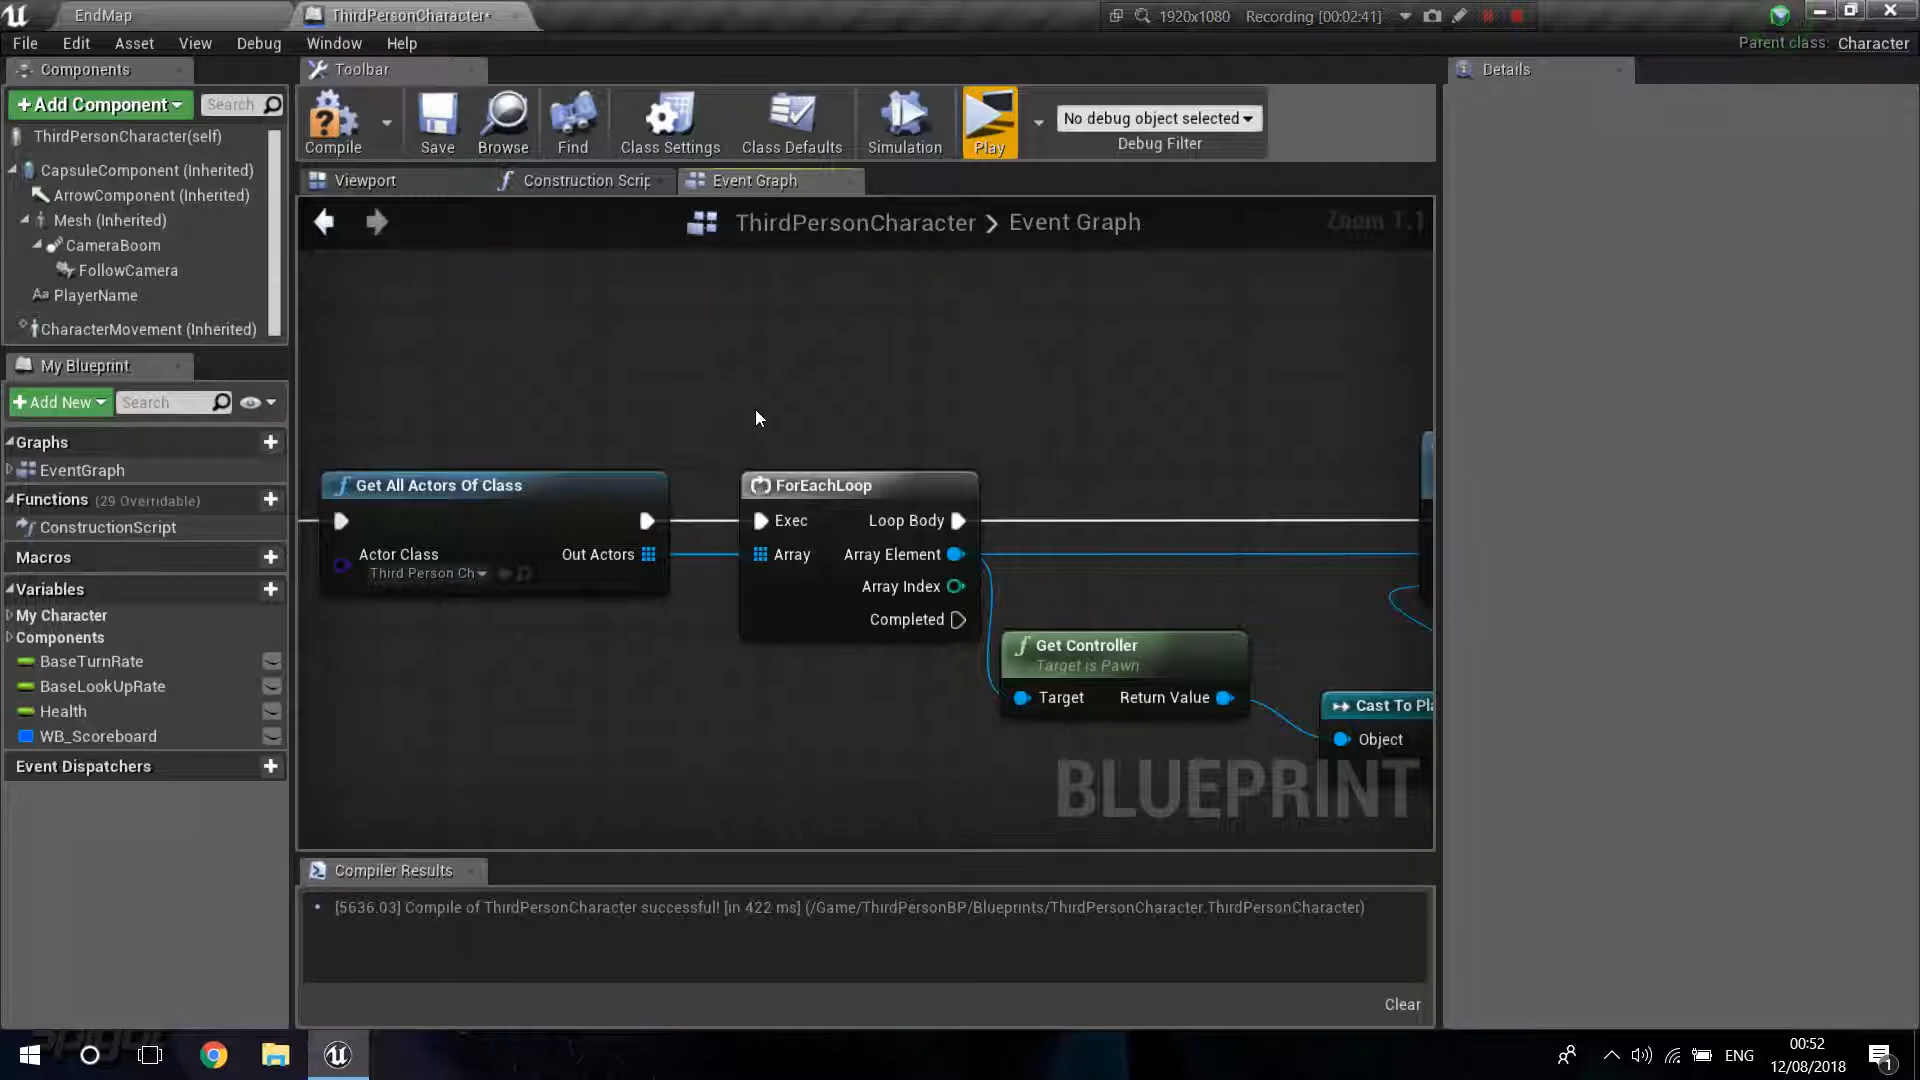 EndMap
ThirdPersonCharacter*
1920x1080
Recording [00:02:41]
File
Edit
Asset
View
Debug
Window
Help
Parent class: Character
Components
Toolbar
Details
+Add Component
Search
Compile
Save
Browse
Find
Class Settings
Class Defaults
Simulation
Play
No debug object selected
Debug Filter
ThirdPersonCharacter(self)
CapsuleComponent (Inherited)
ArrowComponent (Inherited)
Mesh (Inherited)
CameraBoom
FollowCamera
Aa PlayerName
CharacterMovement (Inherited)
Viewport
Construction Scrip
Event Graph
ThirdPersonCharacter > Event Graph
Zoom 1:1
My Blueprint
+Add New
Search
Graphs
EventGraph
Functions (29 Overridable)
ConstructionScript
Macros
Variables
My Character
Components
BaseTurnRate
BaseLookUpRate
Health
WB_Scoreboard
Event Dispatchers
f Get All Actors Of Class
Actor Class
Third Person Ch
Out Actors
ForEachLoop
Exec
Loop Body
Array
Array Element
Array Index
Completed
f Get Controller
Target is Pawn
Target
Return Value
Cast To Pl
Object
BLUEPRINT
Compiler Results
[5636.03] Compile of ThirdPersonCharacter successful! [in 422 ms] (/Game/ThirdPersonBP/Blueprints/ThirdPersonCharacter.ThirdPersonCharacter)
Clear
ENG
00:52
12/08/2018
1